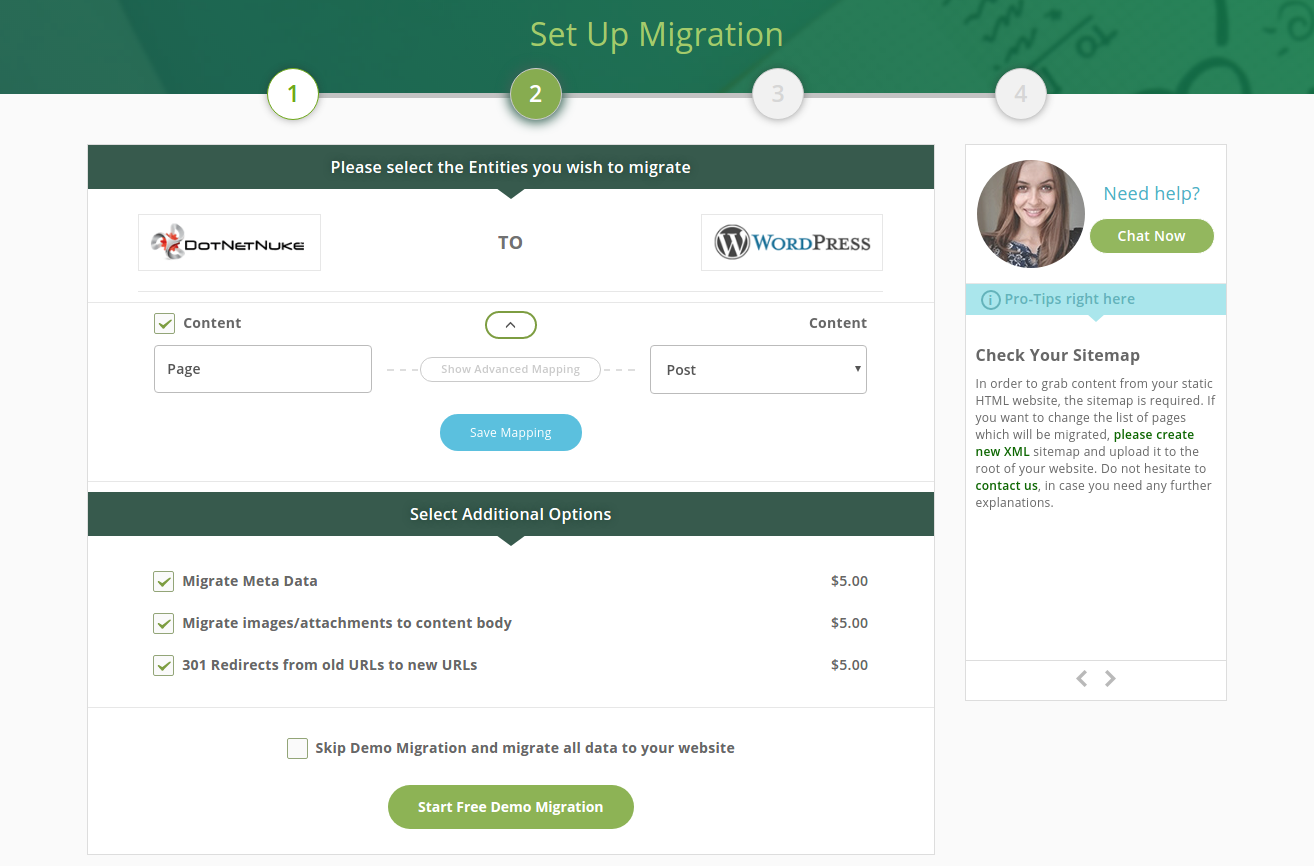 Set Up Migration
1
2
3
4
Please select the Entities you wish to migrate
DOTNETNUKE
TO
WORDPRESS
Content
Content
Page
Show Advanced Mapping
Post
Save Mapping
Select Additional Options
Migrate Meta Data
$5.00
Migrate images/attachments to content body
$5.00
301 Redirects from old URLs to new URLs
$5.00
Skip Demo Migration and migrate all data to your website
Start Free Demo Migration
Need help?
Chat Now
Pro-Tips right here
Check Your Sitemap
In order to grab content from your static
HTML website, the sitemap is required. If
you want to change the list of pages
which will be migrated, please create
new XML sitemap and upload it to the
root of your website. Do not hesitate to
contact us, in case you need any further
explanations.